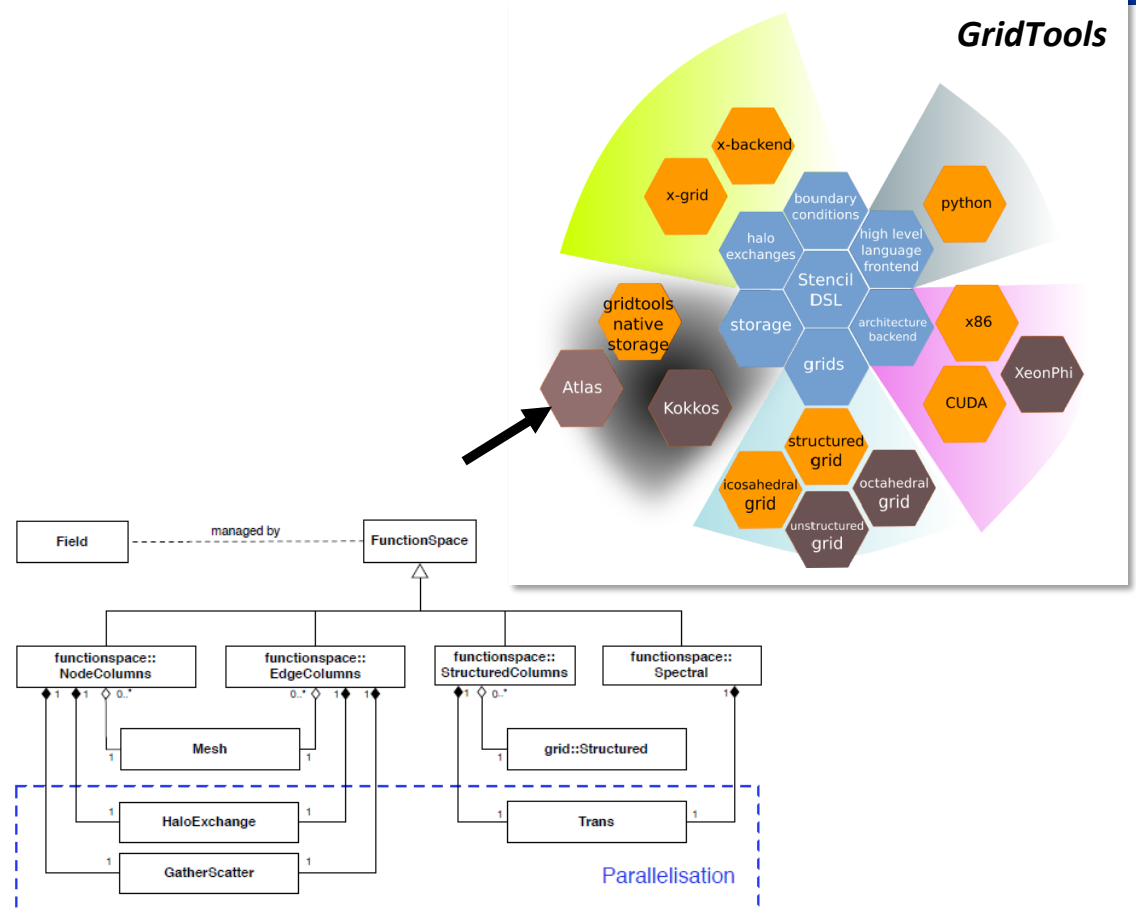 GridTools
x-backend
x-grid
boundary
conditions
python
halo
exchanges
high level
language
frontend
Stencil
DSL
gridtools
native
storage
storage
architecture
backend
x86
grids
XeonPhi
Atlas
Kokkos
CUDA
structured
grid
icosahedral
grid
octahedral
grid
unstructured
grid
Field
managed by
FunctionSpace
functionspace::
NodeColumns
functionspace::
EdgeColumns
functionspace::
StructuredColumns
functionspace::
Spectral
1 1 0..*
0..* 1 1
1 0..*
1
Mesh
1 1
grid::Structured
1
HaloExchange
1 1
Trans
1 1
GatherScatter
1 1
Parallelisation